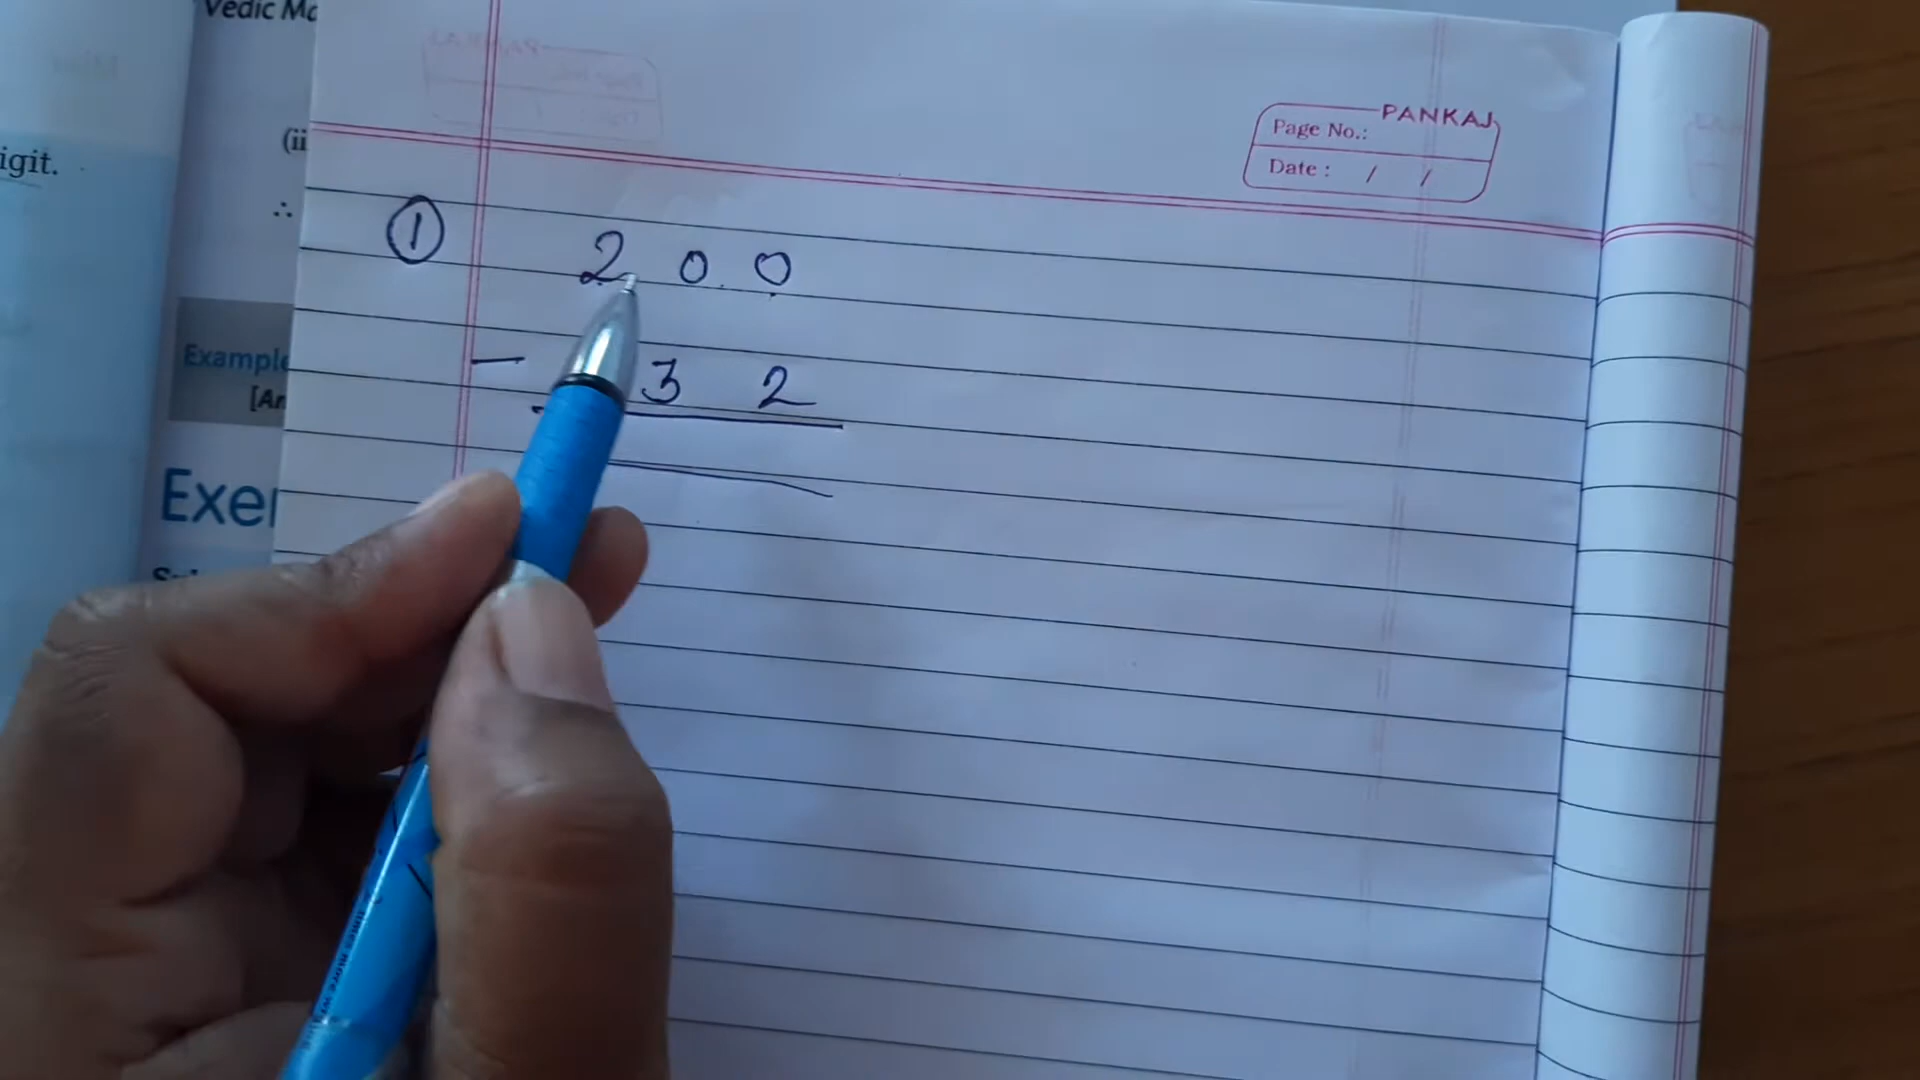 Vedic Ma
igit.
(ii
∴
PANKAJ
Page No.:
Date : / /
① 2 0 0
- 3 2
Example
[An
Exer